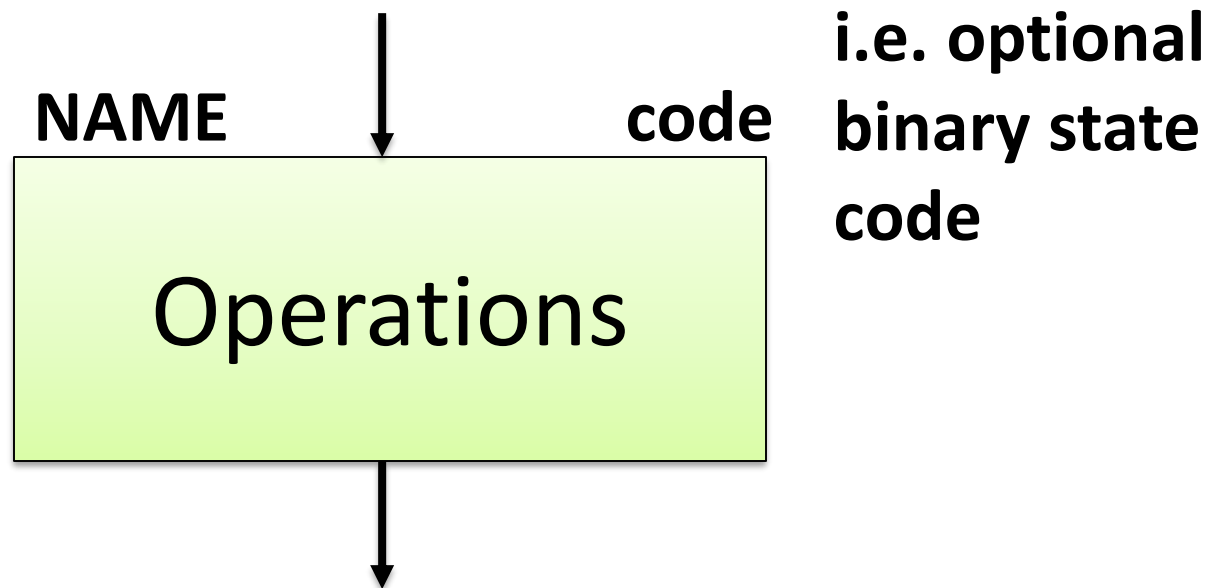 NAME
code
i.e. optional
binary state
code
Operations